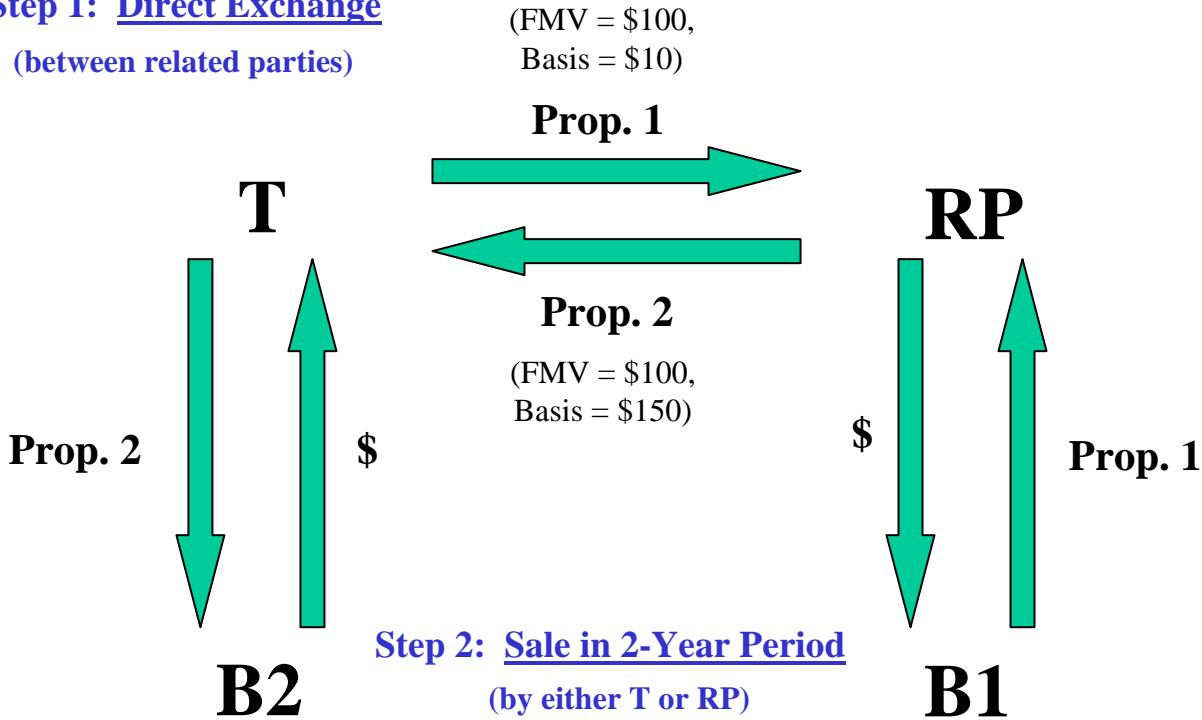 Step 1: Direct Exchange
(between related parties)
(FMV = $100,
Basis = $10)
Prop. 1
T
RP
Prop. 2
(FMV = $100,
Basis = $150)
Prop. 2
$
$
Prop. 1
Step 2: Sale in 2-Year Period
(by either T or RP)
B2
B1